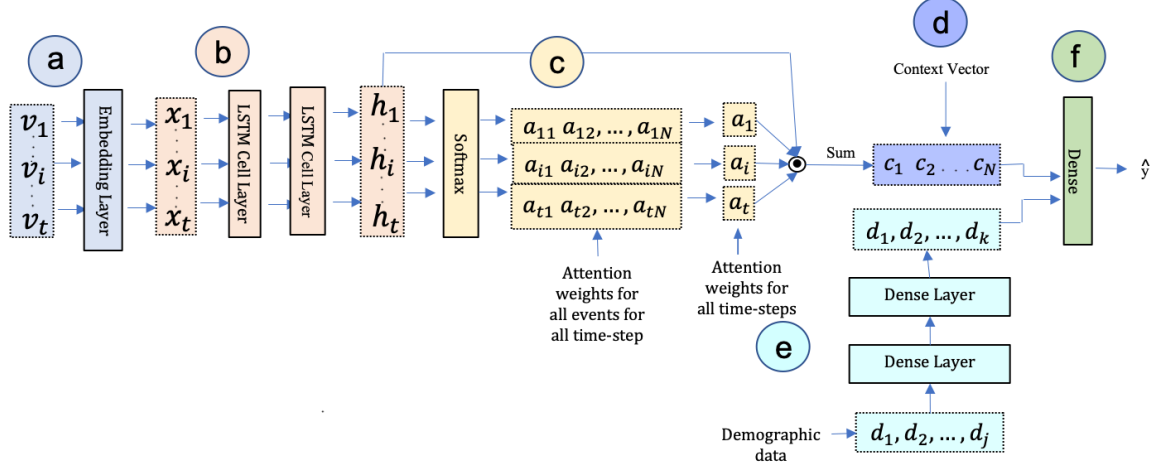 a
b
c
d
e
f
v₁
vᵢ
vₜ
Embedding Layer
x₁
xᵢ
xₜ
LSTM Cell Layer
LSTM Cell Layer
h₁
hᵢ
hₜ
Softmax
a₁₁ a₁₂, ... , a₁N
aᵢ₁ aᵢ₂, ... , aᵢN
aₜ₁ aₜ₂, ... , aₜN
Attention
weights for
all events for
all time-step
a₁
aᵢ
aₜ
Attention
weights for
all time-steps
Sum
Context Vector
c₁ c₂ . . . cN
d₁, d₂, ... , dₖ
Dense Layer
Dense Layer
Demographic
data
d₁, d₂, ... , dⱼ
Dense
ŷ